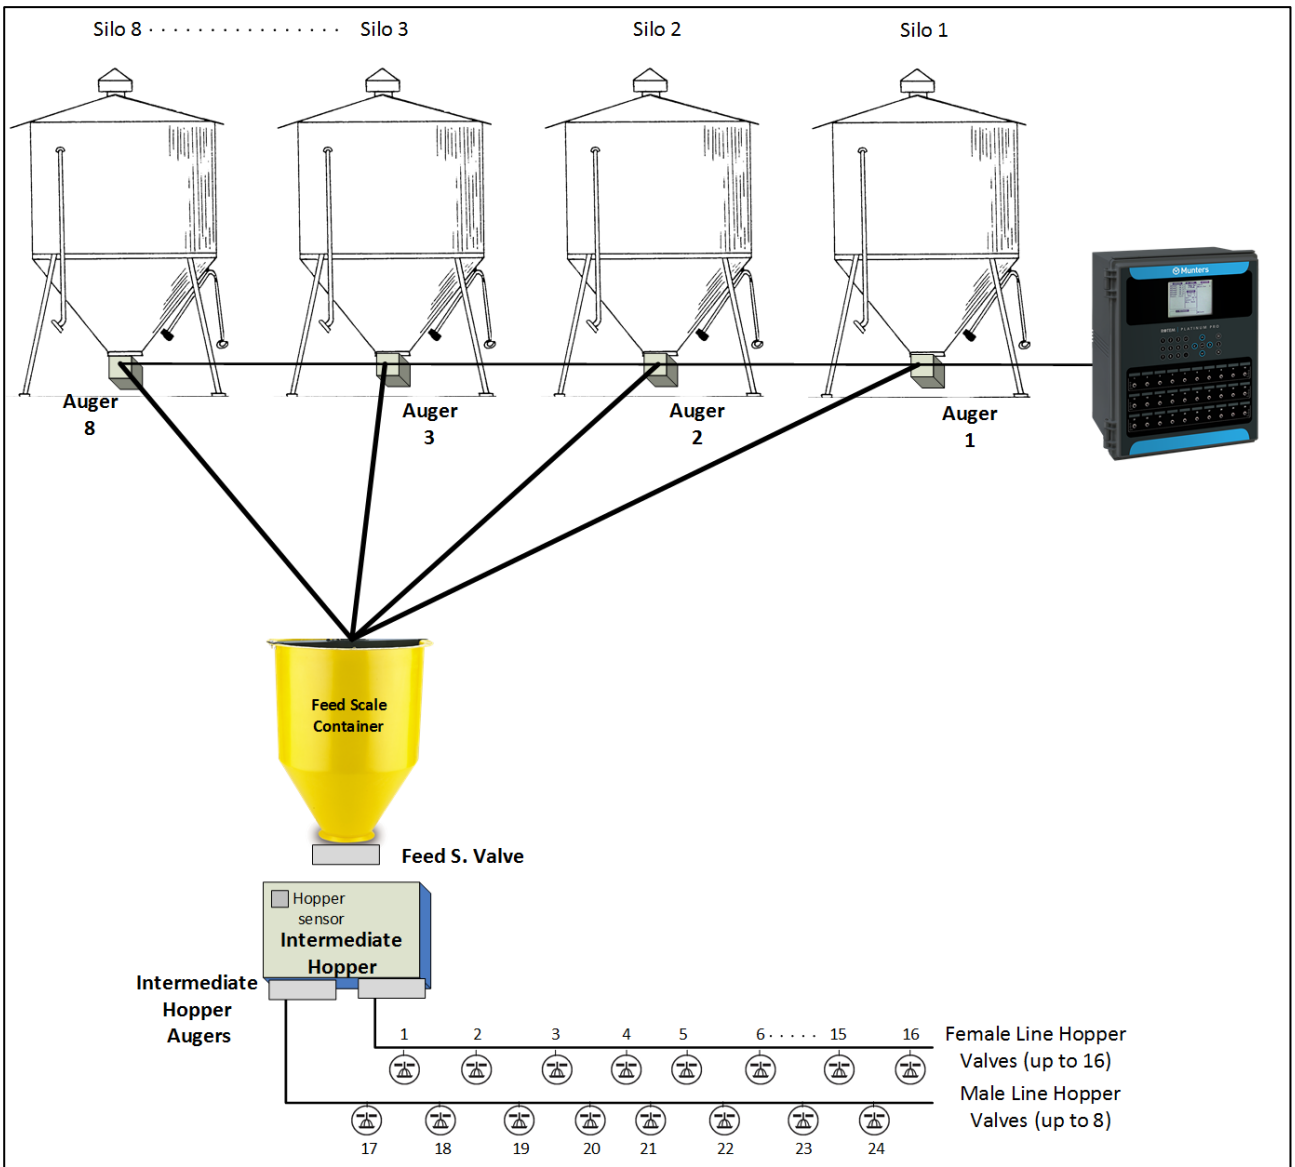 Silo 8 . . . . . . . . . . . . . . . . Silo 3
Silo 2
Silo 1
Munters
PLATINUM PRO
Auger
8
Auger
3
Auger
2
Auger
1
Feed Scale
Container
Feed S. Valve
Hopper
sensor
Intermediate
Hopper
Intermediate
Hopper
Augers
1 2 3 4 5 6 . . . . . 15 16
Female Line Hopper
Valves (up to 16)
Male Line Hopper
Valves (up to 8)
17 18 19 20 21 22 23 24